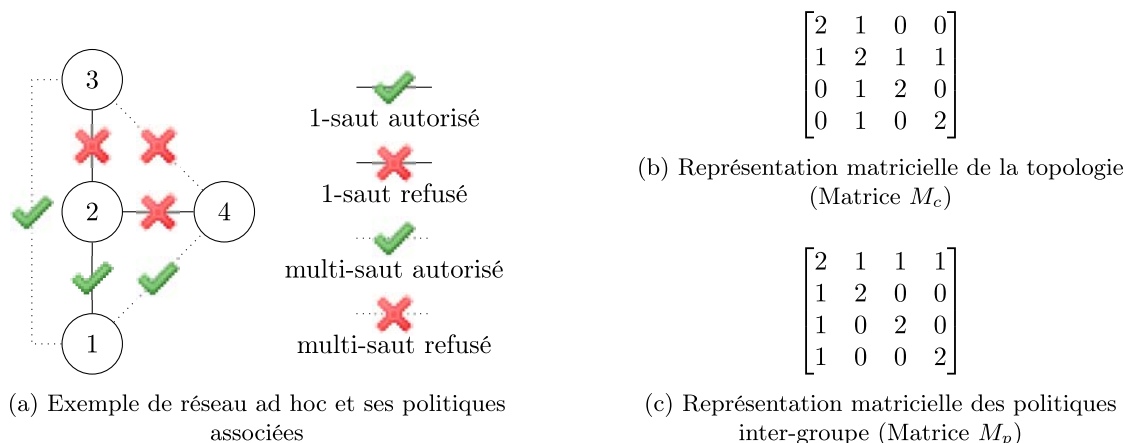 3
2
4
1
1-saut autorisé
1-saut refusé
multi-saut autorisé
multi-saut refusé
(a) Exemple de réseau ad hoc et ses politiques
associées
2 1 0 0
1 2 1 1
0 1 2 0
0 1 0 2
(b) Représentation matricielle de la topologie
(Matrice Mc)
2 1 1 1
1 2 0 0
1 0 2 0
1 0 0 2
(c) Représentation matricielle des politiques
inter-groupe (Matrice Mp)